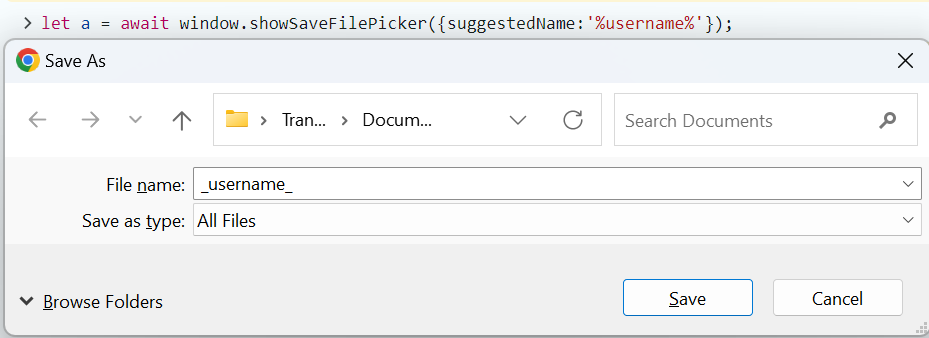 > let a = await window.showSaveFilePicker({suggestedName:'%username%'});
Save As
Tran... > Docum...
Search Documents
File name: _username_
Save as type: All Files
Browse Folders
Save
Cancel